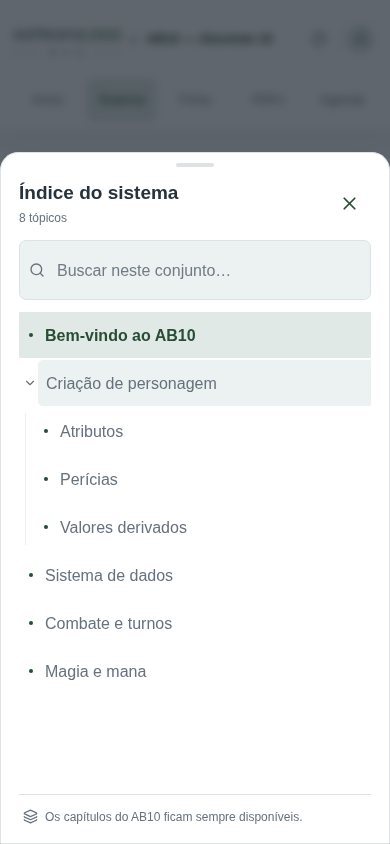 Índice do sistema
8 tópicos
Buscar neste conjunto…
Bem-vindo ao AB10
Criação de personagem
Atributos
Perícias
Valores derivados
Sistema de dados
Combate e turnos
Magia e mana
Os capítulos do AB10 ficam sempre disponíveis.